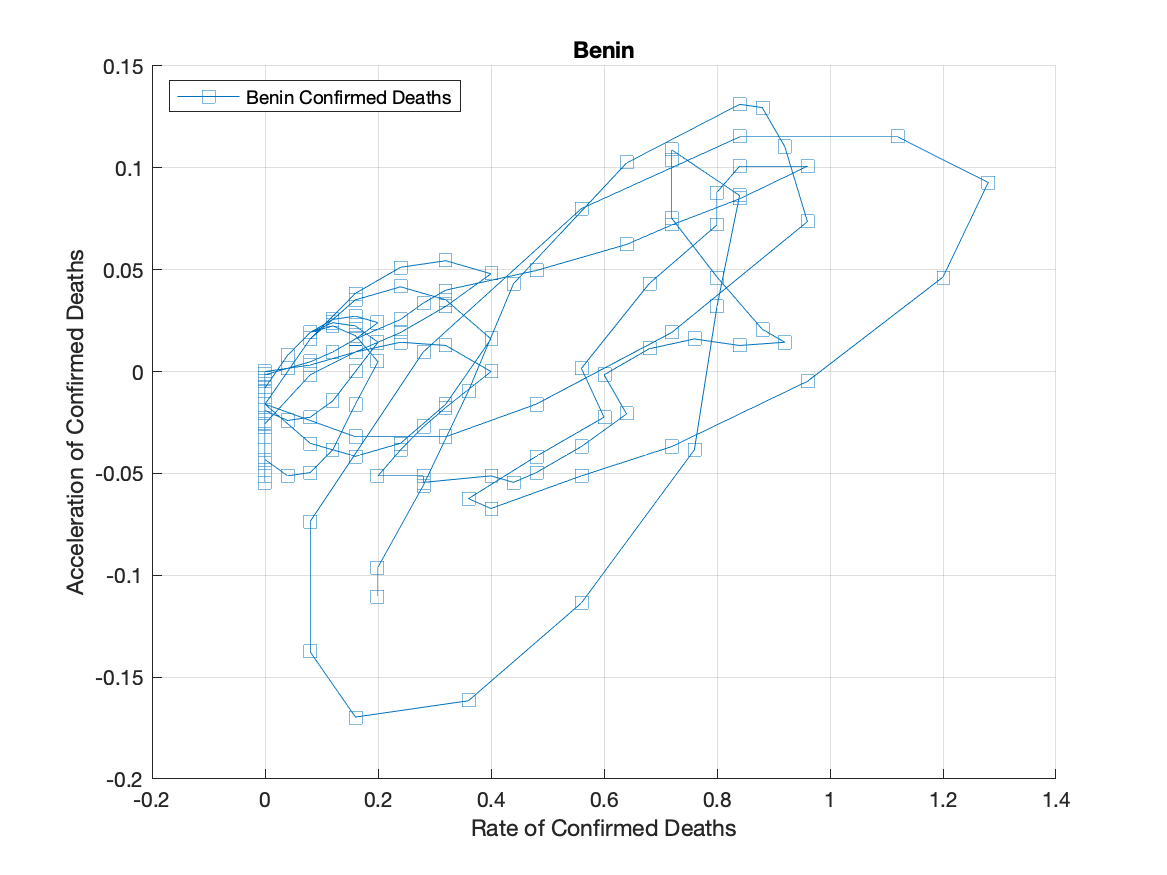 Benin
Benin Confirmed Deaths
0.15
0.1
0.05
0
-0.05
-0.1
-0.15
-0.2
-0.2 0 0.2 0.4 0.6 0.8 1 1.2 1.4
Acceleration of Confirmed Deaths
Rate of Confirmed Deaths